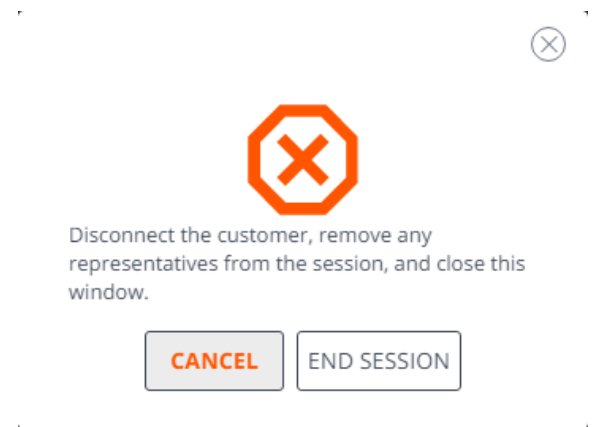 Disconnect the customer, remove any
representatives from the session, and close this
window.
CANCEL
END SESSION